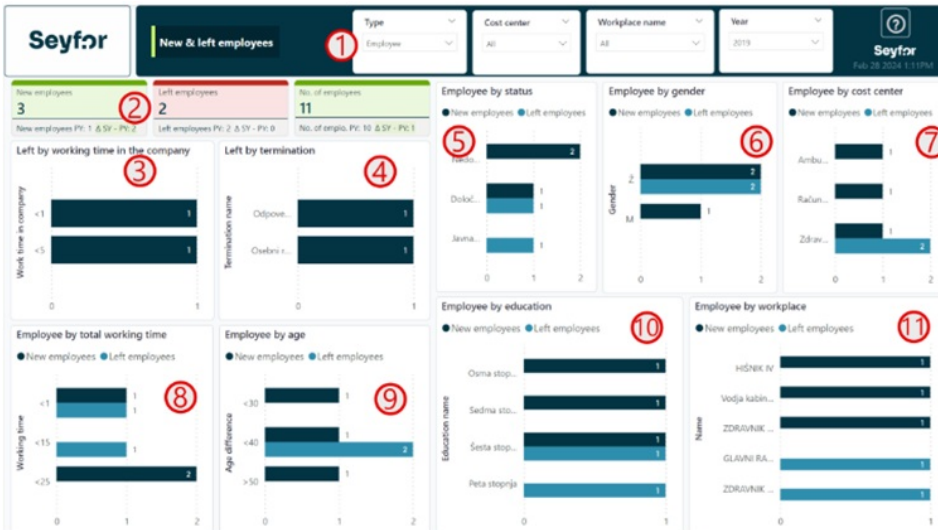 Seyfor
New & left employees
1
Type
Employee
Cost center
All
Workplace name
All
Year
2019
?
Seyfor
Feb 28 2024 1:11PM
New employees
3
New employees PY: 1 Δ SY - PY: 2
2
Left employees
2
Left employees PY: 2 Δ SY - PY: 0
No. of employees
11
No. of emplo. PY: 10 Δ SY - PY: 1
Left by working time in the company
3
Work time in company
<1
1
<5
1
0
1
Left by termination
4
Termination name
Odpove...
1
Osebni r...
1
0
1
Employee by status
New employees Left employees
5
Nedo...
2
Določ...
1
1
Javna...
1
0
1
2
Employee by gender
New employees Left employees
6
Gender
Ž
2
2
M
1
0
1
2
Employee by cost center
New employees Left employees
7
Ambu...
1
Račun...
1
Zdrav...
1
2
0
1
2
Employee by total working time
New employees Left employees
8
Working time
<1
1
1
<15
1
<25
2
0
1
2
Employee by age
New employees Left employees
9
Age difference
<30
1
<40
1
2
>50
1
0
1
2
Employee by education
New employees Left employees
10
Education name
Osma stop...
1
Sedma sto...
1
Šesta stop...
1
1
Peta stopnja
1
0
1
Employee by workplace
New employees Left employees
11
Name
HIŠNIK IV
1
Vodja kabin...
1
ZDRAVNIK ...
1
GLAVNI RA...
1
ZDRAVNIK ...
1
0
1